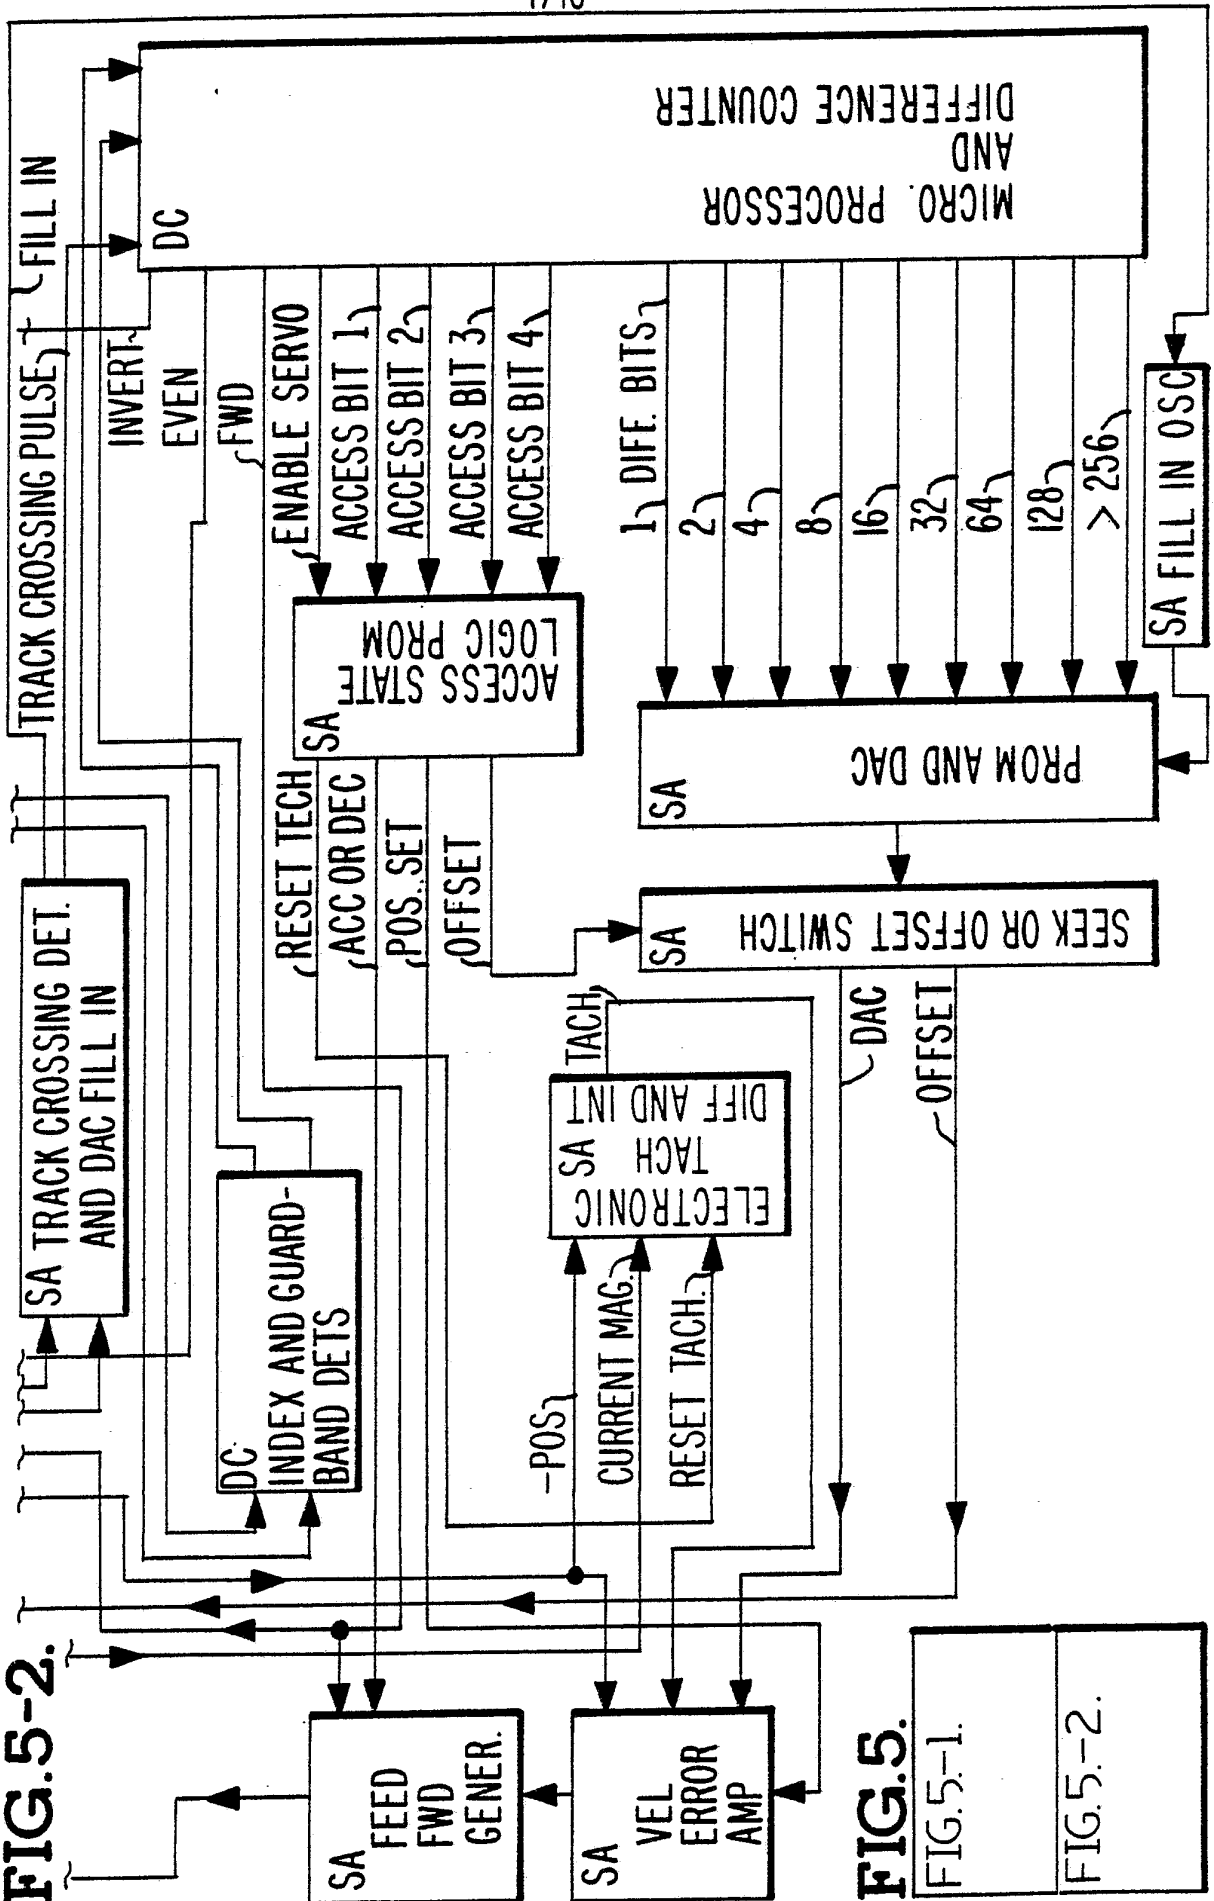 FIG.5-2.
SA
FEED
FWD
GENER.
SA
VEL
ERROR
AMP
FIG.5.
FIG.5.-1.
FIG.5.-2.
SA TRACK CROSSING DET.
AND DAC FILL IN
DC
INDEX AND GUARD-
BAND DETS
-POS
CURRENT MAG.
RESET TACH.
ELECTRONIC
TACH
DIFF AND INT
SA
TACH
DAC
OFFSET
RESET TECH
ACC OR DEC
POS. SET
OFFSET
SA
SEEK OR OFFSET SWITCH
SA
ACCESS STATE
LOGIC PROM
SA
PROM AND DAC
SA FILL IN OSC
TRACK CROSSING PULSE
FILL IN
INVERT
EVEN
FWD
ENABLE SERVO
ACCESS BIT 1
ACCESS BIT 2
ACCESS BIT 3
ACCESS BIT 4
1 DIFF. BITS
2
4
8
16
32
64
128
> 256
DC
MICRO. PROCESSOR
AND
DIFFERENCE COUNTER